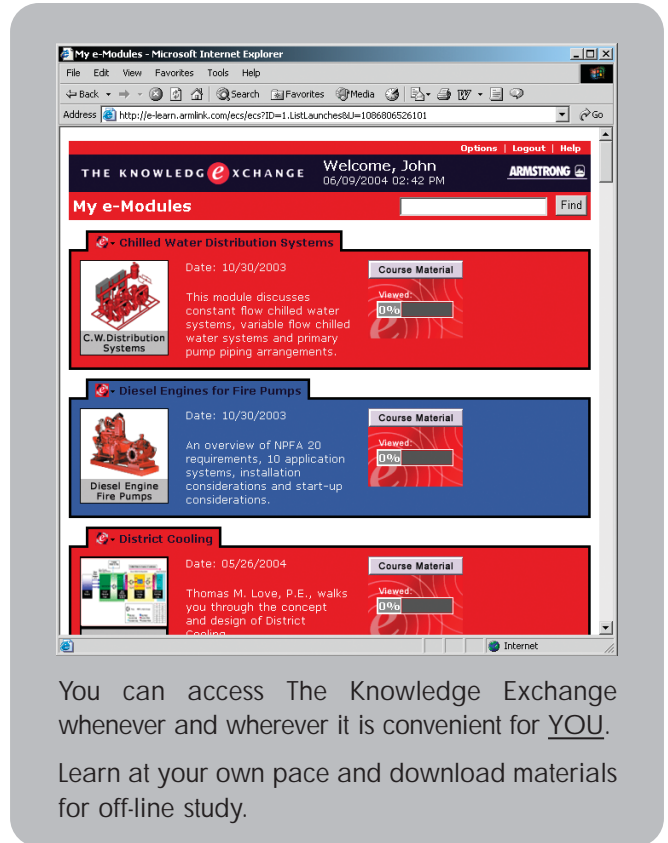 My e-Modules - Microsoft Internet Explorer
File Edit View Favorites Tools Help
Back Search Favorites Media
Address http://e-learn.armlink.com/ecs/ecs?ID=1.ListLaunches&U=1086806526101 Go
Options | Logout | Help
THE KNOWLEDG e XCHANGE Welcome, John ARMSTRONG
06/09/2004 02:42 PM
My e-Modules Find
Chilled Water Distribution Systems
Date: 10/30/2003
Course Material
This module discusses
constant flow chilled water
systems, variable flow chilled
water systems and primary
pump piping arrangements.
Viewed:
0%
C.W.Distribution
Systems
Diesel Engines for Fire Pumps
Date: 10/30/2003
Course Material
An overview of NPFA 20
requirements, 10 application
systems, installation
considerations and start-up
considerations.
Viewed:
0%
Diesel Engine
Fire Pumps
District Cooling
Date: 05/26/2004
Course Material
Thomas M. Love, P.E., walks
you through the concept
and design of District
Cooling
Viewed:
0%
Internet
You can access The Knowledge Exchange
whenever and wherever it is convenient for YOU.
Learn at your own pace and download materials
for off-line study.